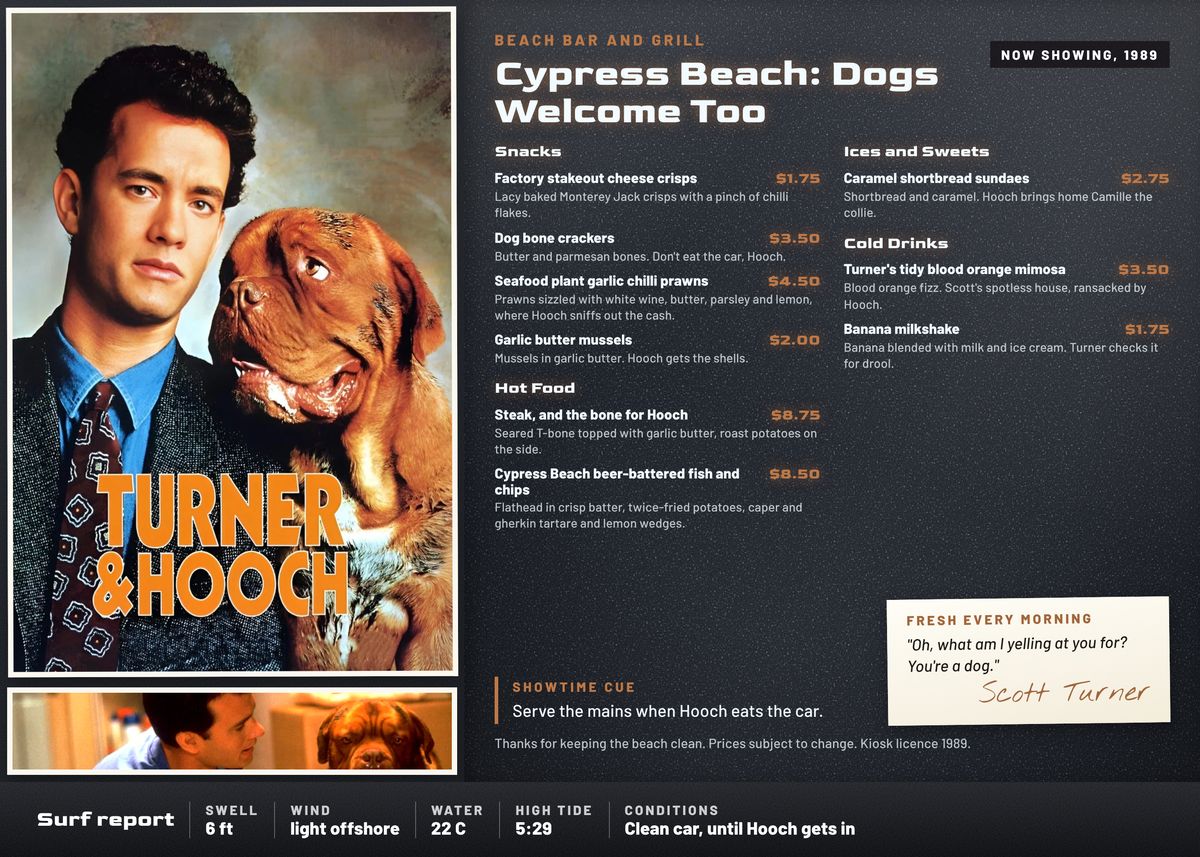 TURNER
&HOOCH
BEACH BAR AND GRILL
NOW SHOWING, 1989
Cypress Beach: Dogs
Welcome Too
Snacks
Factory stakeout cheese crisps $1.75
Lacy baked Monterey Jack crisps with a pinch of chilli
flakes.
Dog bone crackers $3.50
Butter and parmesan bones. Don't eat the car, Hooch.
Seafood plant garlic chilli prawns $4.50
Prawns sizzled with white wine, butter, parsley and lemon,
where Hooch sniffs out the cash.
Garlic butter mussels $2.00
Mussels in garlic butter. Hooch gets the shells.
Hot Food
Steak, and the bone for Hooch $8.75
Seared T-bone topped with garlic butter, roast potatoes on
the side.
Cypress Beach beer-battered fish and $8.50
chips
Flathead in crisp batter, twice-fried potatoes, caper and
gherkin tartare and lemon wedges.
Ices and Sweets
Caramel shortbread sundaes $2.75
Shortbread and caramel. Hooch brings home Camille the
collie.
Cold Drinks
Turner's tidy blood orange mimosa $3.50
Blood orange fizz. Scott's spotless house, ransacked by
Hooch.
Banana milkshake $1.75
Banana blended with milk and ice cream. Turner checks it
for drool.
SHOWTIME CUE
Serve the mains when Hooch eats the car.
FRESH EVERY MORNING
"Oh, what am I yelling at you for?
You're a dog."
Scott Turner
Thanks for keeping the beach clean. Prices subject to change. Kiosk licence 1989.
Surf report
SWELL
6 ft
WIND
light offshore
WATER
22 C
HIGH TIDE
5:29
CONDITIONS
Clean car, until Hooch gets in